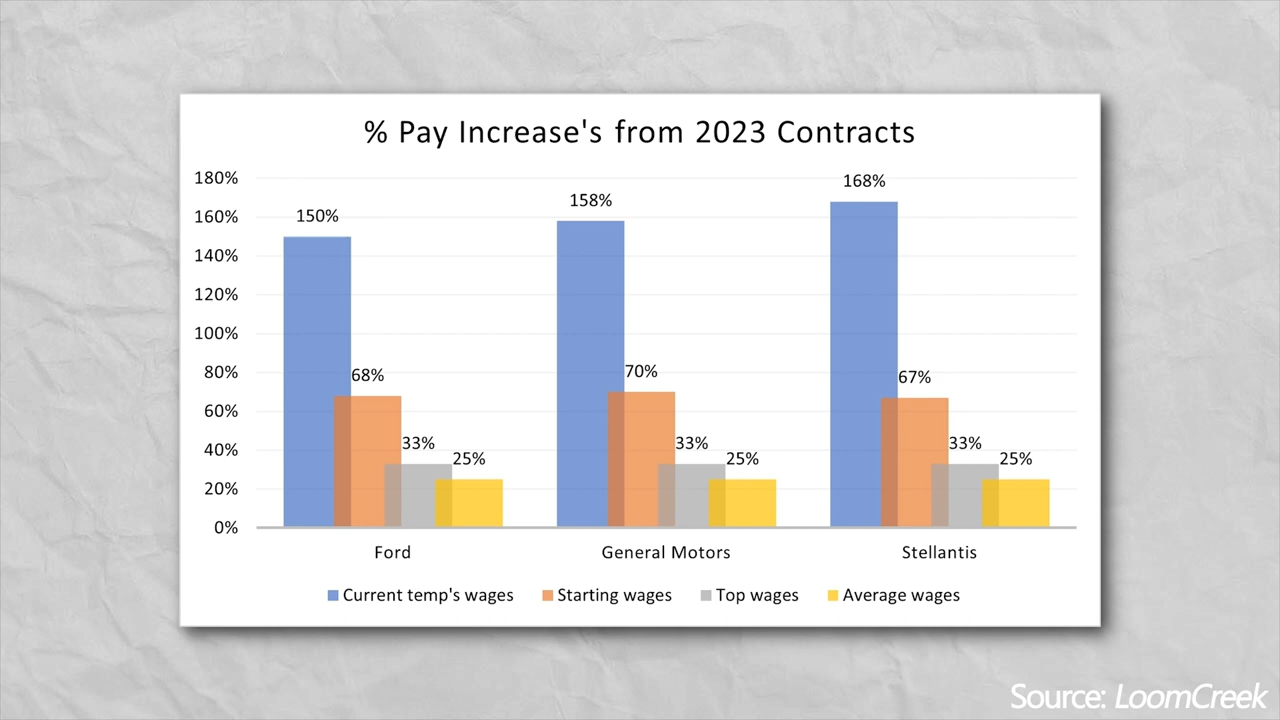 % Pay Increase's from 2023 Contracts
180%
160%
140%
120%
100%
80%
60%
40%
20%
0%
150%
68%
33%
25%
158%
70%
33%
25%
168%
67%
33%
25%
Ford
General Motors
Stellantis
Current temp's wages
Starting wages
Top wages
Average wages
Source: LoomCreek